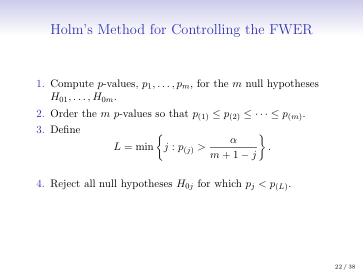 Holm's Method for Controlling the FWER
1. Compute p-values, p₁, . . . , pₘ, for the m null hypotheses
H₀₁, . . . , H₀ₘ.
2. Order the m p-values so that p₍₁₎ ≤ p₍₂₎ ≤ · · · ≤ p₍ₘ₎.
3. Define
L = min { j : p₍ⱼ₎ > α / (m + 1 − j) } .
4. Reject all null hypotheses H₀ⱼ for which pⱼ < p₍L₎.
22 / 38